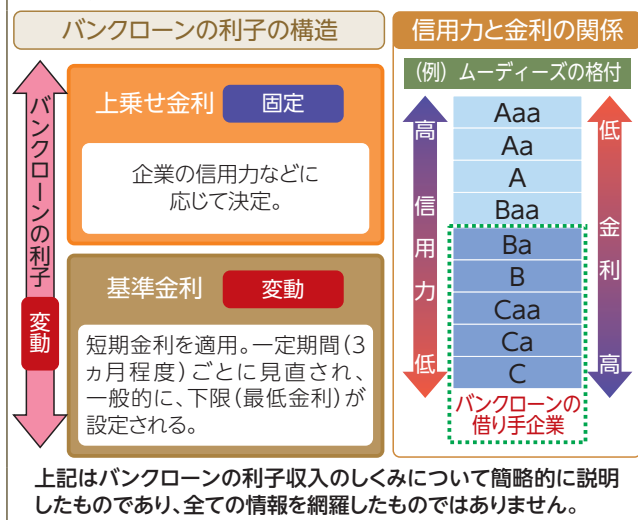 バンクローンの利子の構造
バンクローンの利子
変動
上乗せ金利 固定
企業の信用力などに
応じて決定。
基準金利 変動
短期金利を適用。一定期間(3
ヵ月程度)ごとに見直され、
一般的に、下限(最低金利)が
設定される。
信用力と金利の関係
(例) ムーディーズの格付
高 信用力 低
Aaa
Aa
A
Baa
Ba
B
Caa
Ca
C
バンクローンの
借り手企業
低 金利 高
上記はバンクローンの利子収入のしくみについて簡略的に説明
したものであり、全ての情報を網羅したものではありません。